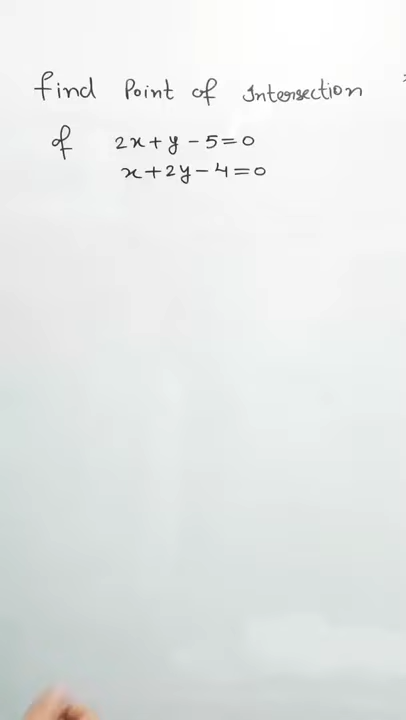 find Point of Intersection :
of 2x + y - 5 = 0
x + 2y - 4 = 0